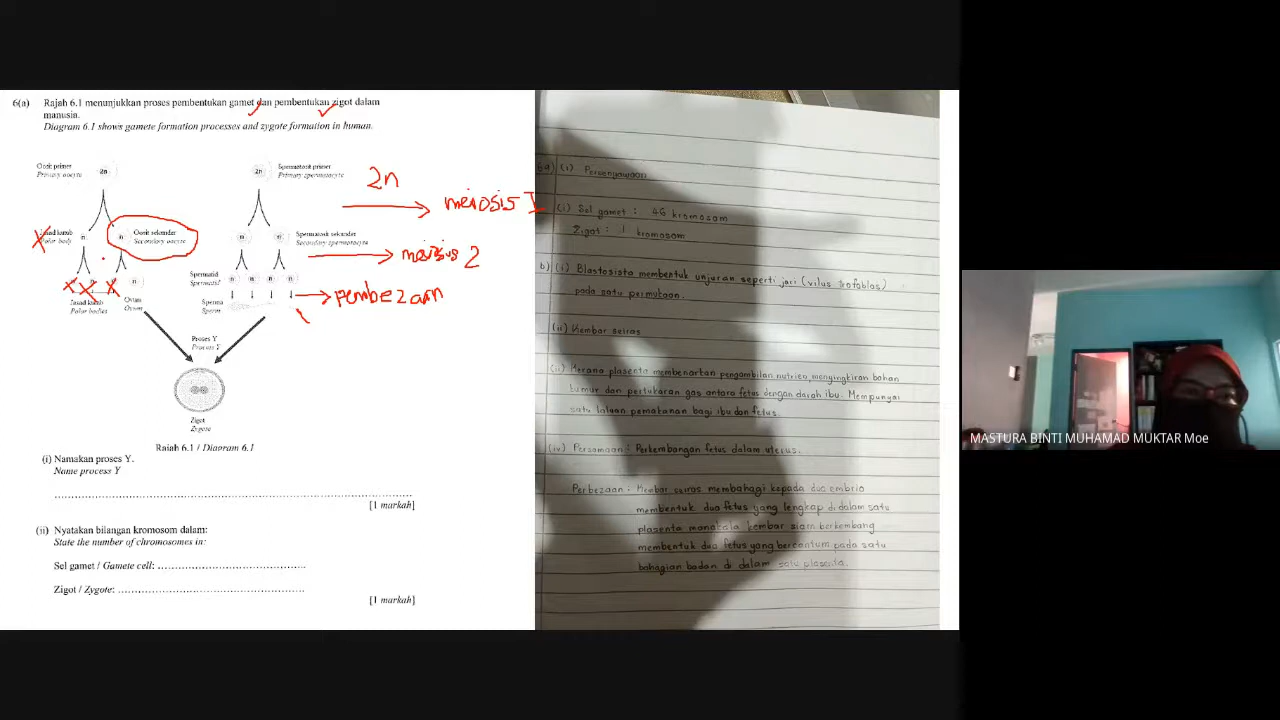 6(a) Rajah 6.1 menunjukkan proses pembentukan gamet dan pembentukan zigot dalam
manusia.
Diagram 6.1 shows gamete formation processes and zygote formation in human.
Oosit primer
Primary oocyte
2n
2n
Spermatosit primer
Primary spermatocyte
2n
meiosis I
Jasad kutub
Polar body
n
n
Oosit sekunder
Secondary oocyte
n
n
Spermatosit sekunder
Secondary spermatocyte
meiosis 2
Spermatid
Spermatid
n
n
n
n
n
Jasad kutub
Polar bodies
Ovum
Ovum
Sperma
Sperm
pembezaan
Proses Y
Process Y
Zigot
Zygote
Rajah 6.1 / Diagram 6.1
(i) Namakan proses Y.
Name process Y
[1 markah]
(ii) Nyatakan bilangan kromosom dalam:
State the number of chromosomes in:
Sel gamet / Gamete cell:
Zigot / Zygote:
[1 markah]
6a) (i) Persenyawaan
(i) Sel gamet : 46 kromosom
Zigot : 1 kromosom
b) (i) Blastosista membentuk unjuran seperti jari (vilus trofoblas)
pada satu permukaan.
(ii) Kembar seiras
(ii) Kerana plasenta membenarkan pengambilan nutrien, menyingkiran bahan
kumuh dan pertukaran gas antara fetus dengan darah ibu. Mempunyai
satu laluan pemakanan bagi ibu dan fetus.
(iv) Persamaan : Perkembangan fetus dalam uterus.
Perbezaan - Kembar seiras membahagi kepada dua embrio
membentuk dua fetus yang lengkap di dalam satu
plasenta manakala kembar siam berkembang
membentuk dua fetus yang bercantum pada satu
bahagian badan di dalam satu plasenta.
MASTURA BINTI MUHAMAD MUKTAR Moe